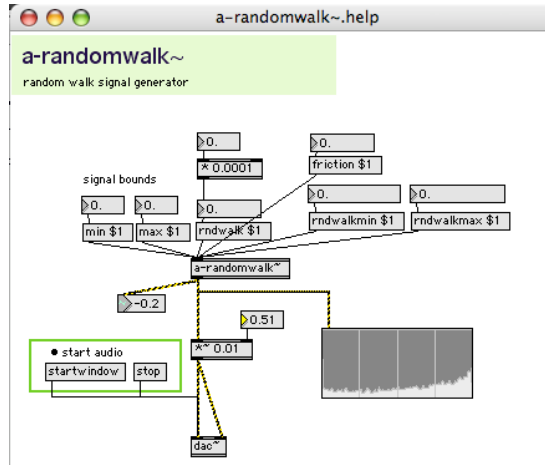 a-randomwalk~.help
a-randomwalk~
random walk signal generator
0.
0.
* 0.0001
friction $1
signal bounds
0.
0.
0.
0.
0.
min $1
max $1
rndwalk $1
rndwalkmin $1
rndwalkmax $1
a-randomwalk~
-0.2
0.51
start audio
*~ 0.01
startwindow
stop
dac~